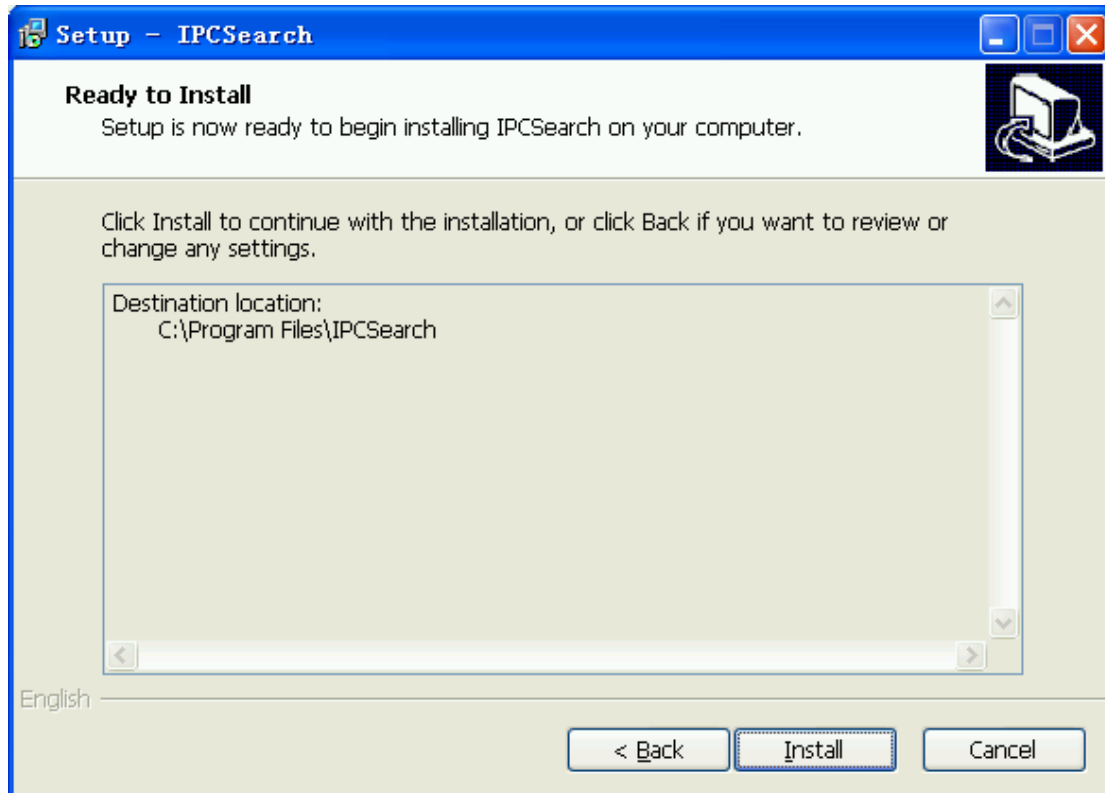 Setup - IPCSearch
Ready to Install
Setup is now ready to begin installing IPCSearch on your computer.
Click Install to continue with the installation, or click Back if you want to review or
change any settings.
Destination location:
C:\Program Files\IPCSearch
English
< Back
Install
Cancel